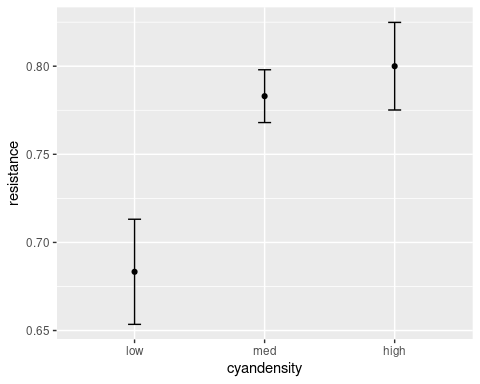 0.80
0.75
0.70
0.65
resistance
low med high
cyandensity